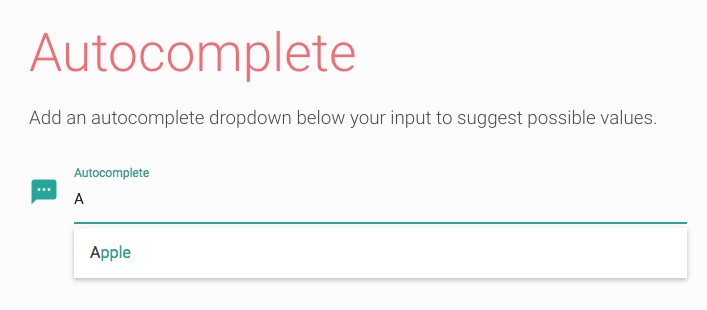 Autocomplete
Add an autocomplete dropdown below your input to suggest possible values.
Autocomplete
A
Apple